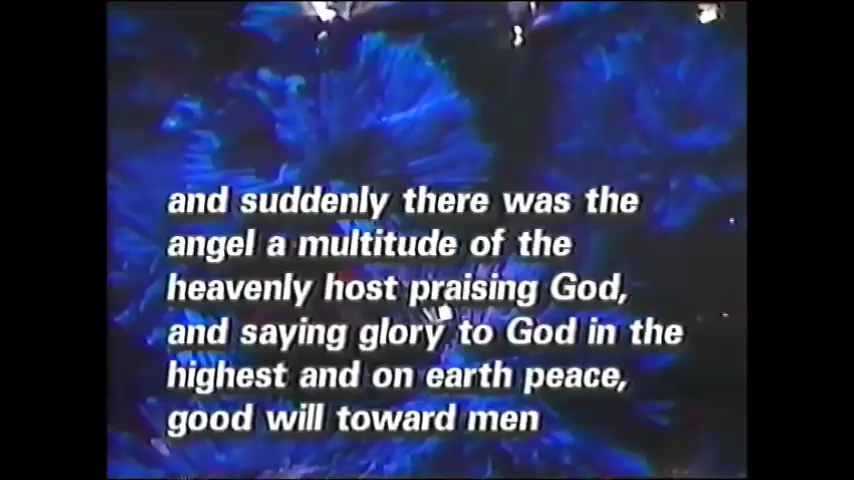 and suddenly there was the
angel a multitude of the
heavenly host praising God,
and saying glory to God in the
highest and on earth peace,
good will toward men